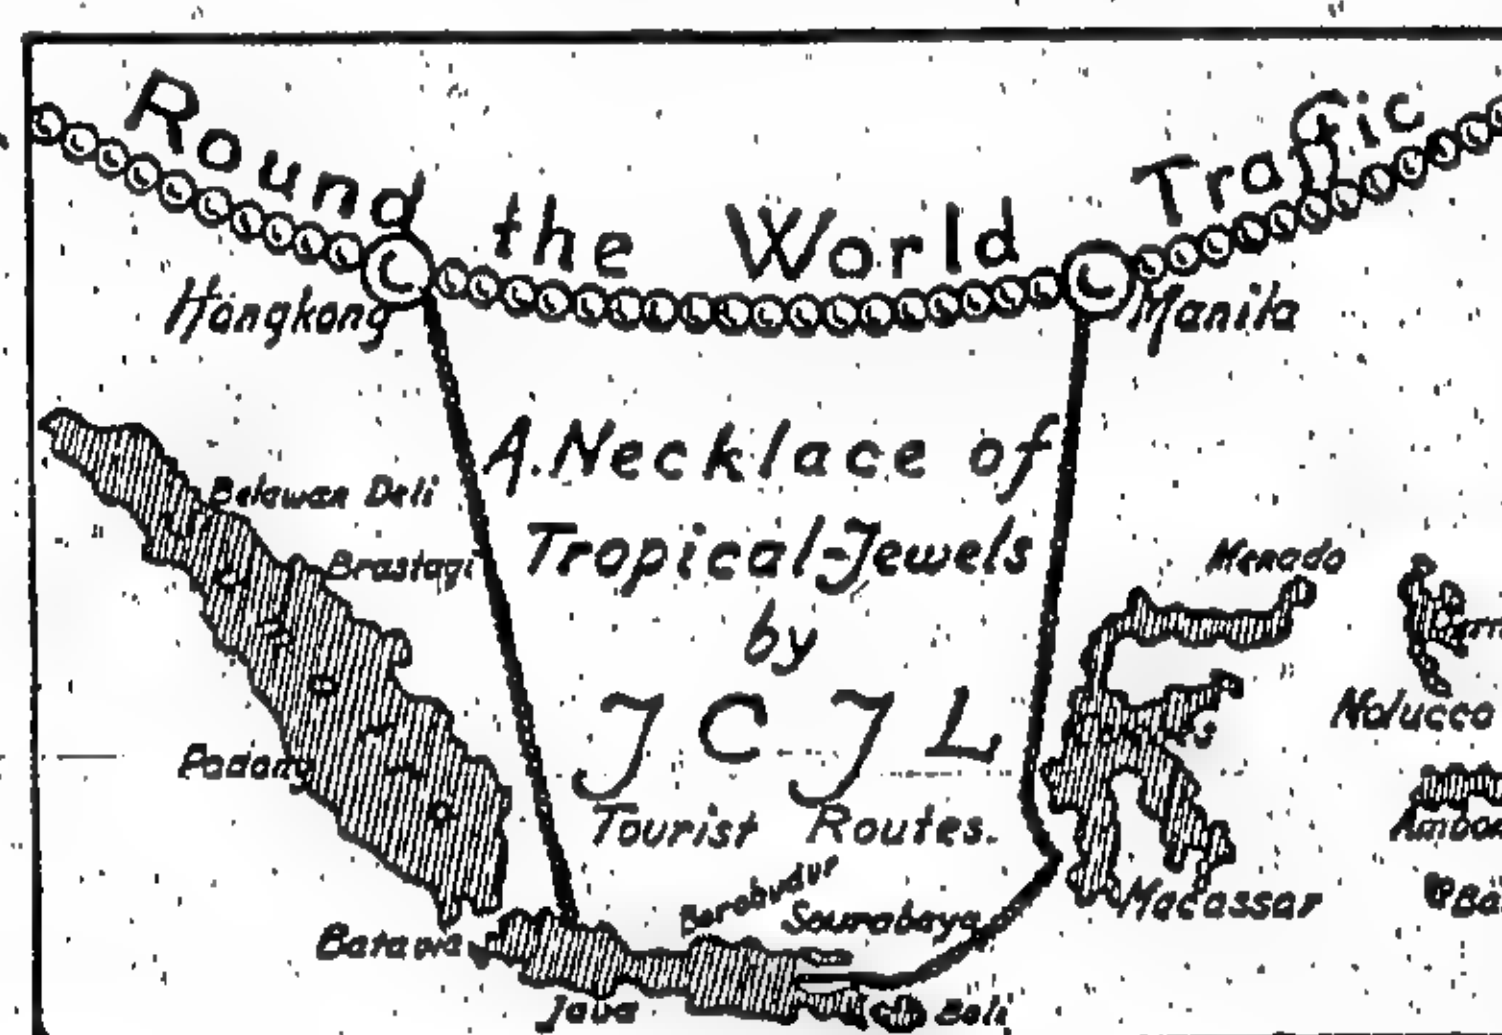 Round the World Traffic
Hongkong
Manila
A Necklace of
Tropical-Jewels
by
J C J L
Tourist Routes.
Belawan Deli
Brastagi
Padang
Menado
Molucco
Ambon
Macassar
Borobudur
Sourabaya
Batavia
Java
Bali